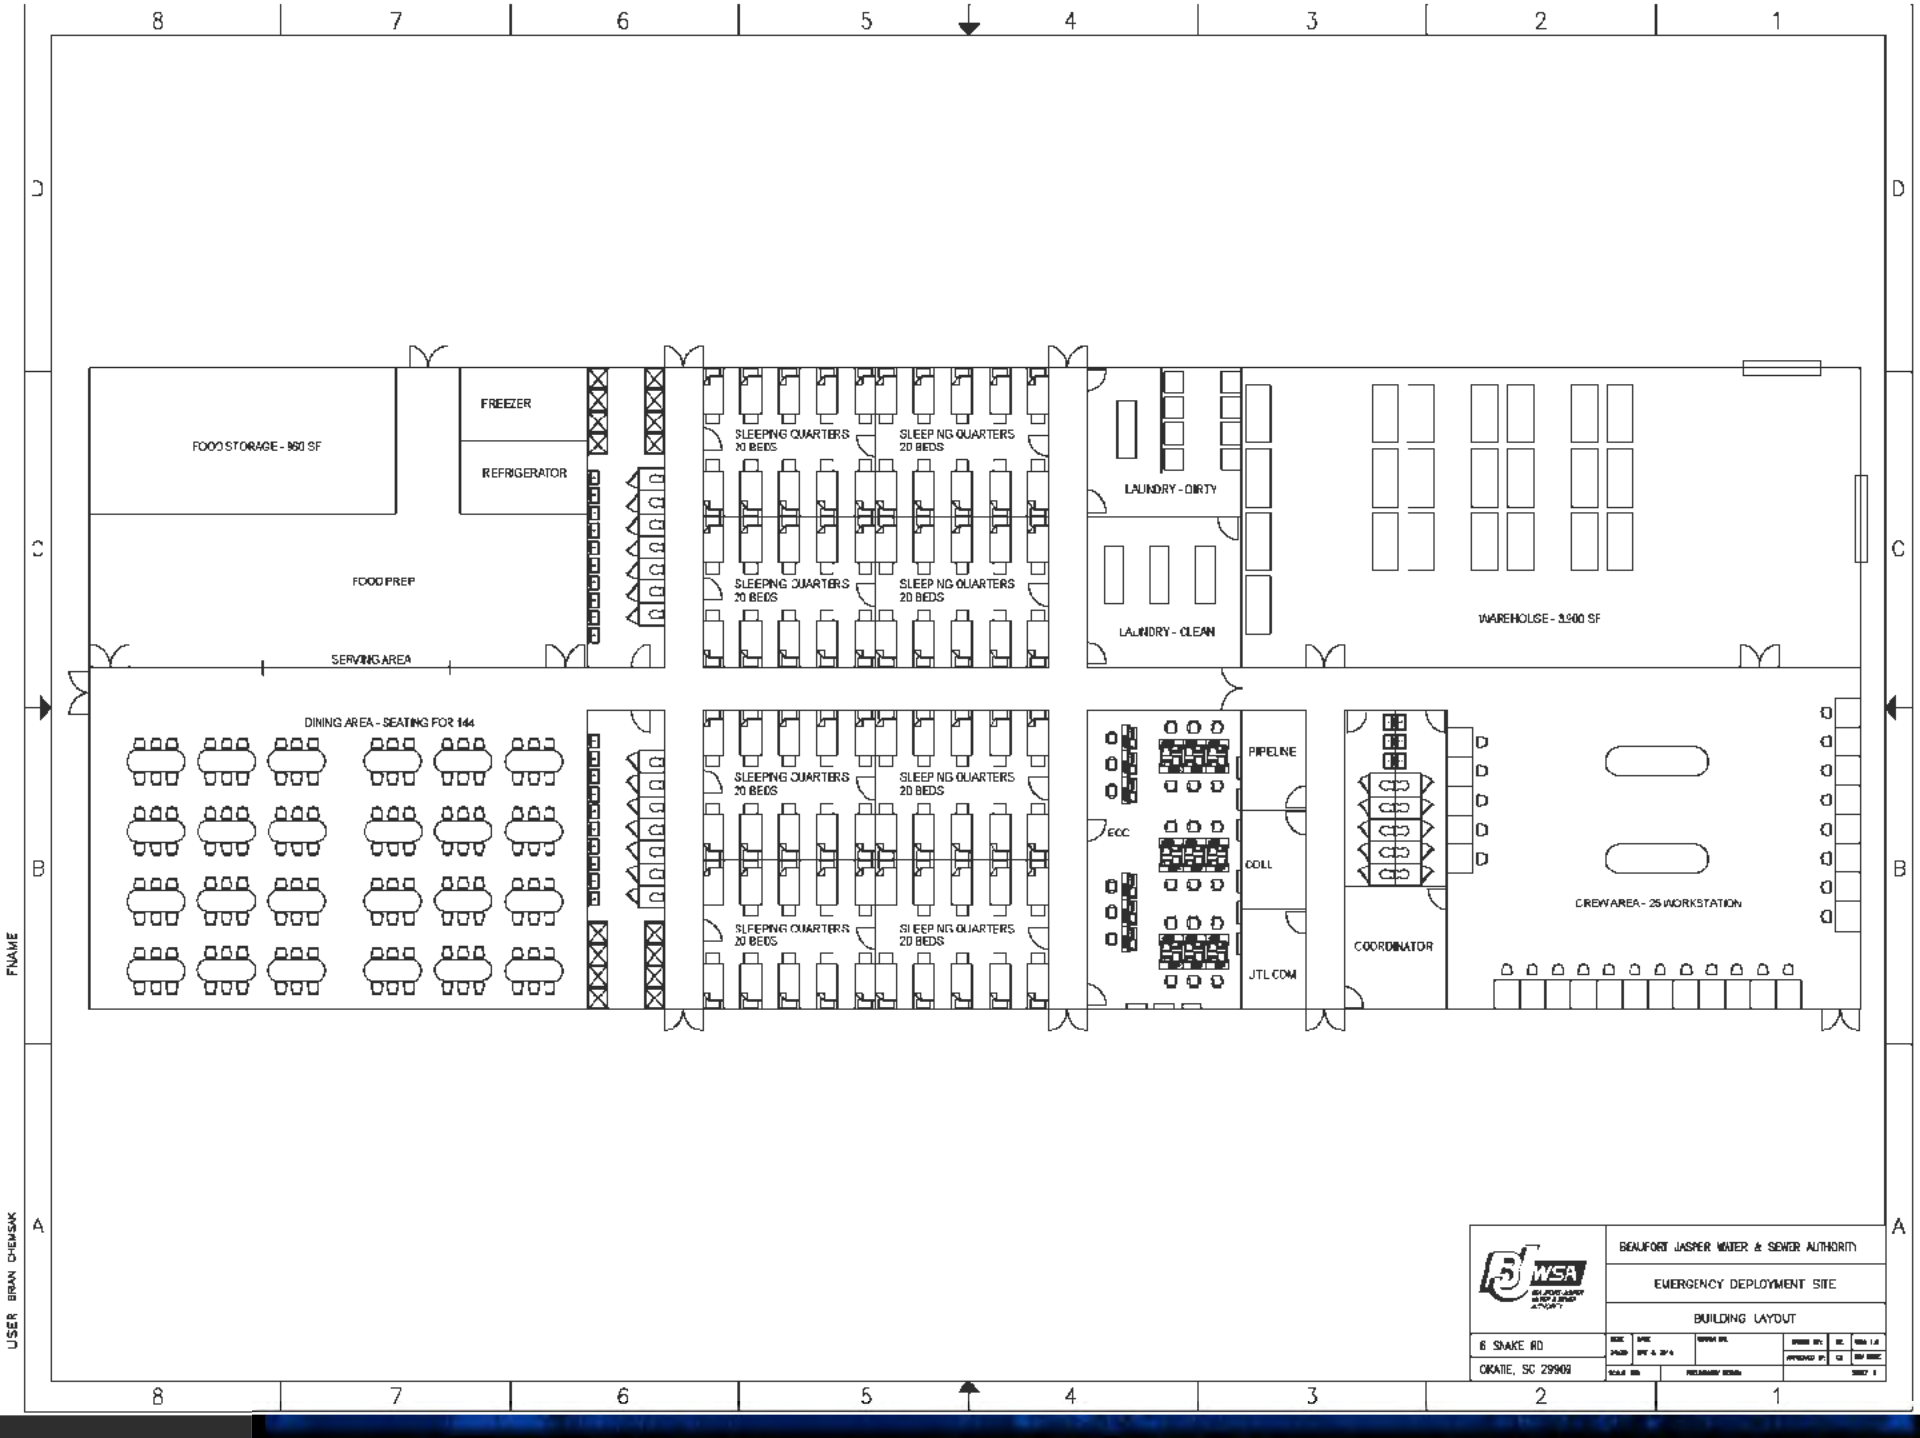 8 7 6 5 4 3 2 1
D D
FREEZER
FOOD STORAGE - 960 SF
REFRIGERATOR
SLEEPING QUARTERS
20 BEDS
SLEEPING QUARTERS
20 BEDS
LAUNDRY - DIRTY
C C
FOOD PREP
SLEEPING QUARTERS
20 BEDS
SLEEPING QUARTERS
20 BEDS
LAUNDRY - CLEAN
WAREHOUSE - 3,900 SF
SERVING AREA
DINING AREA - SEATING FOR 144
SLEEPING QUARTERS
20 BEDS
SLEEPING QUARTERS
20 BEDS
PIPELINE
EOC
COLL
B B
CREW AREA - 26 WORKSTATION
SLEEPING QUARTERS
20 BEDS
SLEEPING QUARTERS
20 BEDS
COORDINATOR
JTL COM
FNAME
A A
USER BRIAN CHEMSAK
BJWSA
BEAUFORT JASPER WATER & SEWER AUTHORITY
EMERGENCY DEPLOYMENT SITE
BUILDING LAYOUT
6 SNAKE RD
OKATIE, SC 29909
8 7 6 5 4 3 2 1